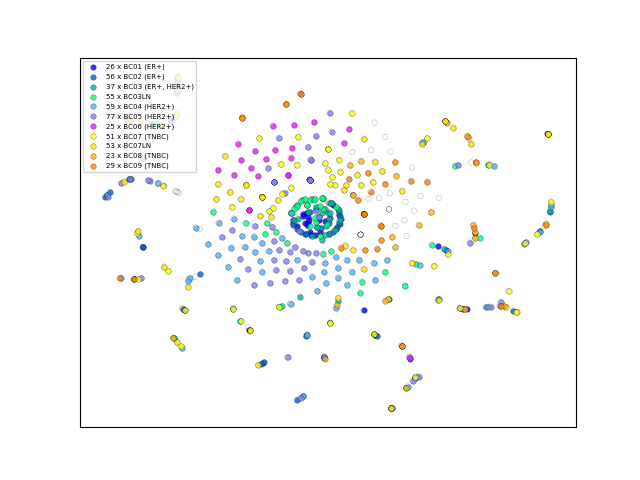 26 x BC01 (ER+)
56 x BC02 (ER+)
37 x BC03 (ER+, HER2+)
55 x BC03LN
59 x BC04 (HER2+)
77 x BC05 (HER2+)
25 x BC06 (HER2+)
51 x BC07 (TNBC)
53 x BC07LN
23 x BC08 (TNBC)
29 x BC09 (TNBC)